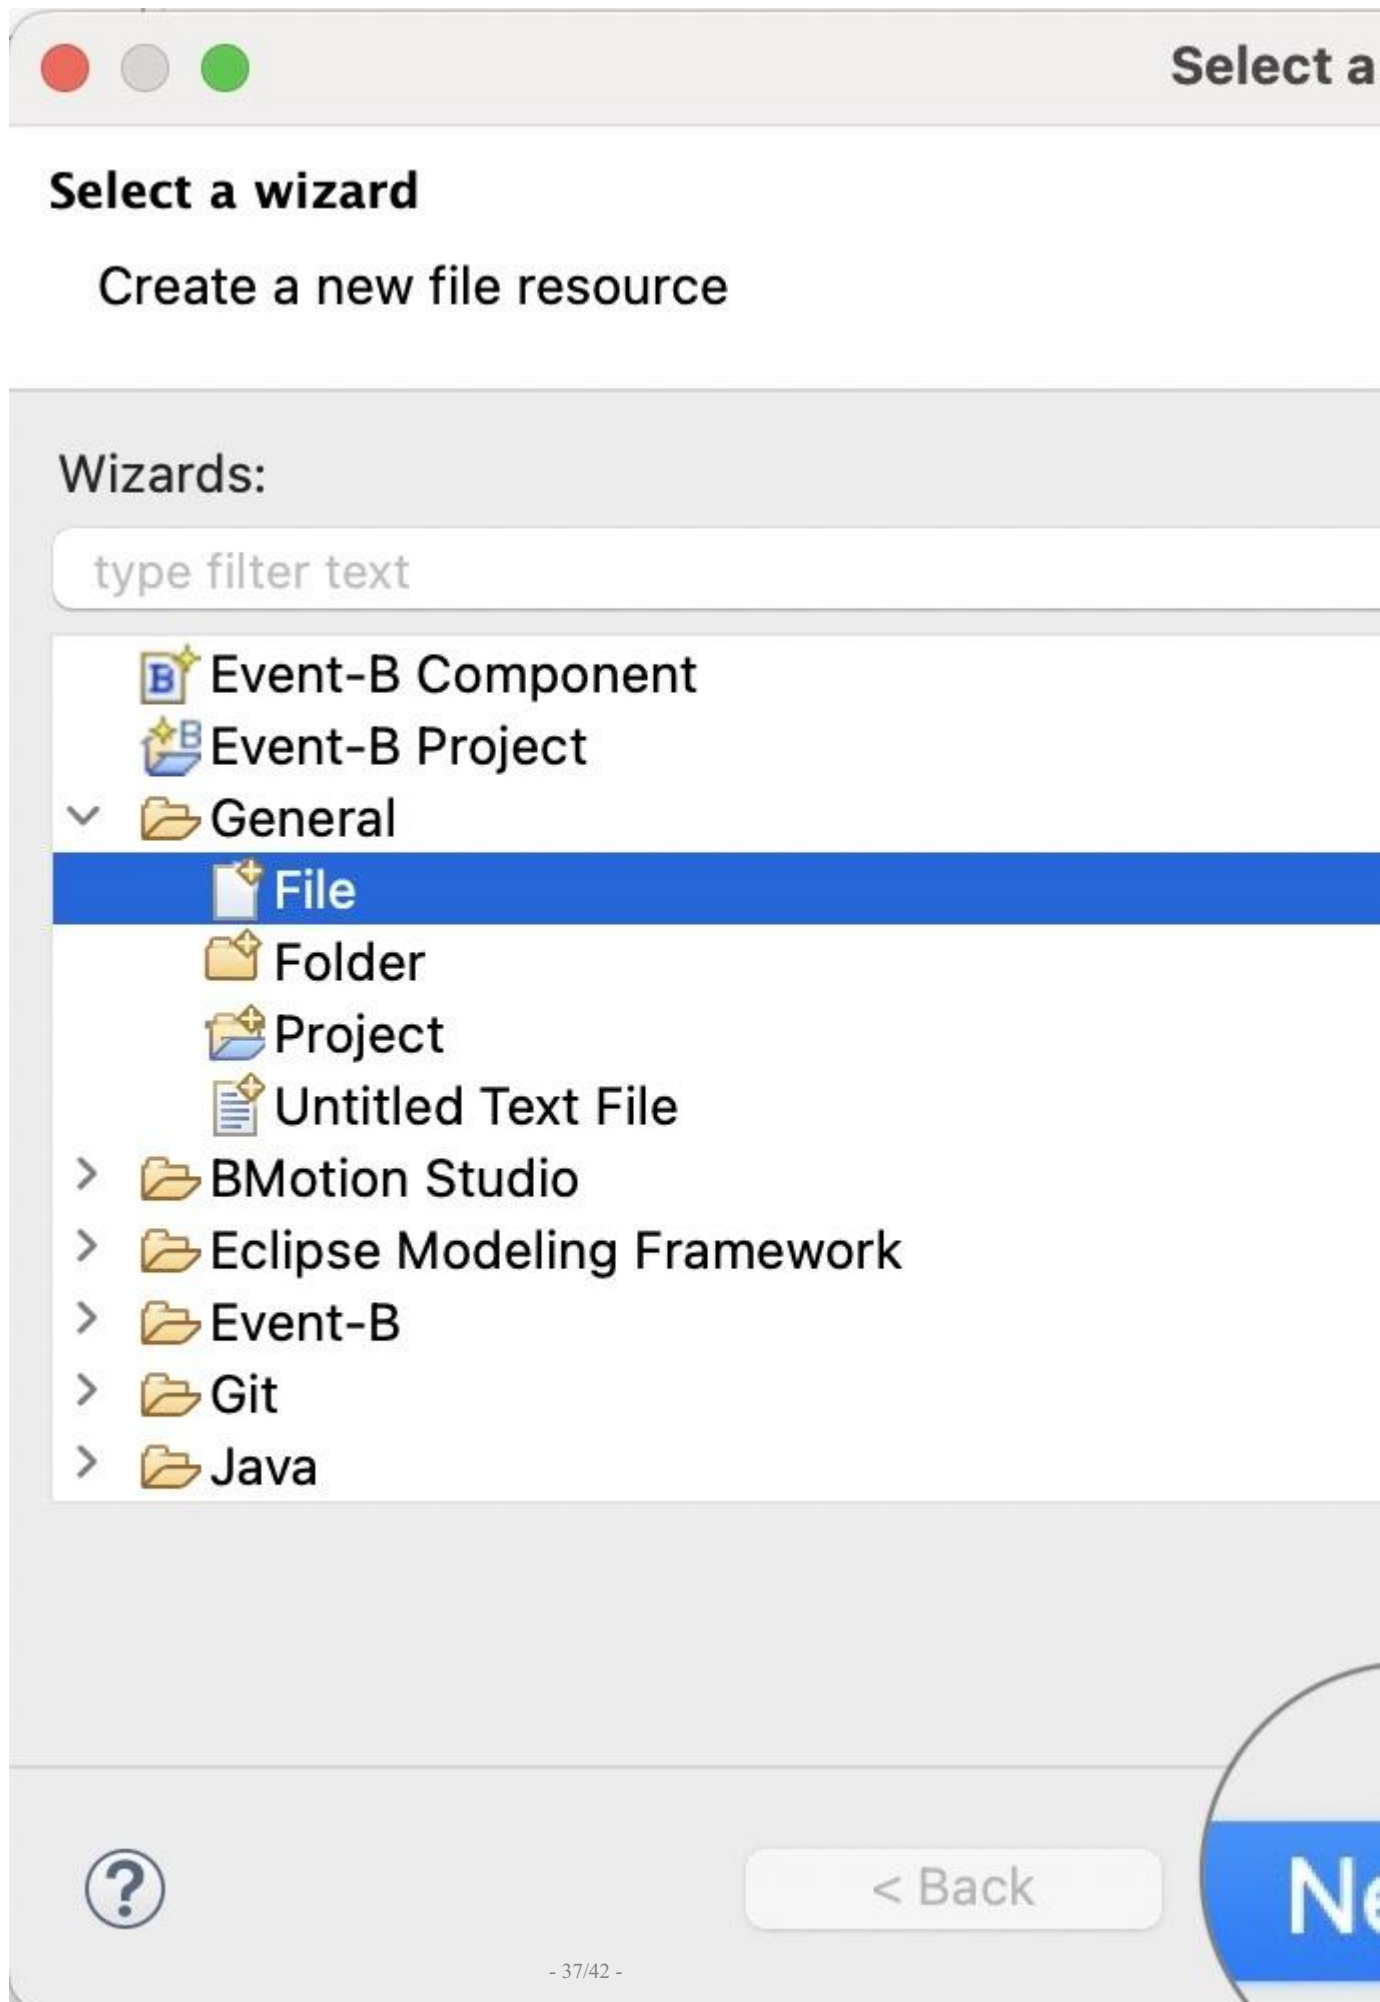 Select a
Select a wizard
Create a new file resource
Wizards:
type filter text
Event-B Component
Event-B Project
General
File
Folder
Project
Untitled Text File
BMotion Studio
Eclipse Modeling Framework
Event-B
Git
Java
?
< Back
Ne
- 37/42 -